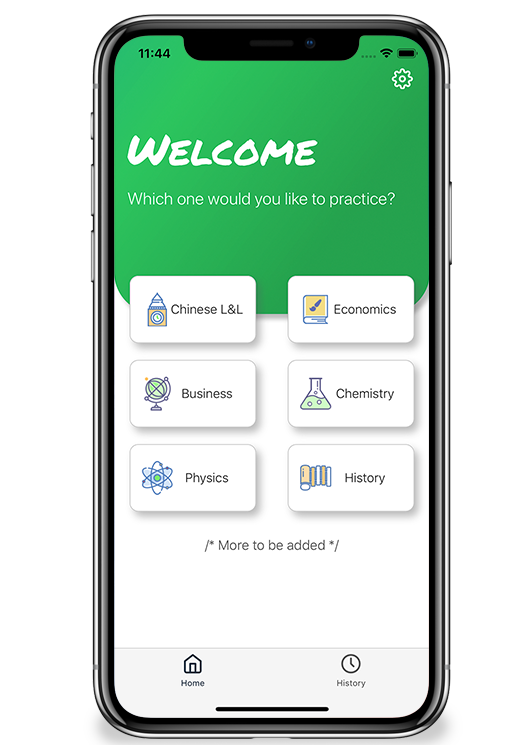 11:44
Welcome
Which one would you like to practice?
Chinese L&L
Economics
Business
Chemistry
Physics
History
/* More to be added */
Home
History